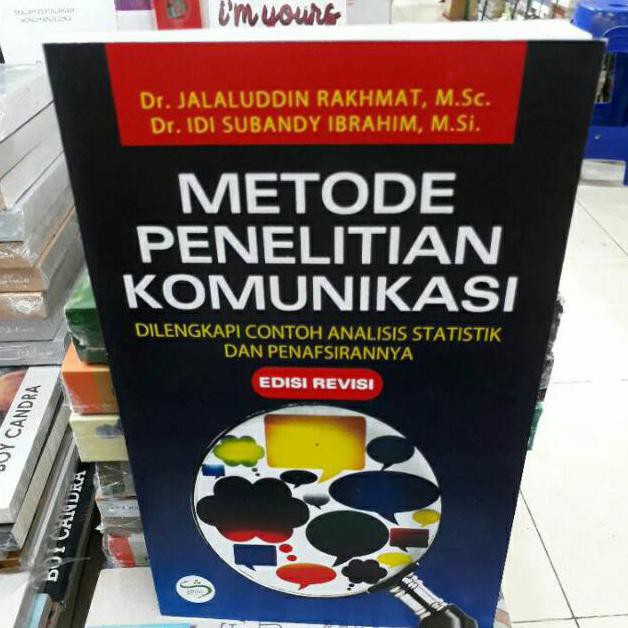 i'm yours
Dr. JALALUDDIN RAKHMAT, M.Sc.
Dr. IDI SUBANDY IBRAHIM, M.Si.
METODE
PENELITIAN
KOMUNIKASI
DILENGKAPI CONTOH ANALISIS STATISTIK
DAN PENAFSIRANNYA
EDISI REVISI
BOY CANDRA
BOY CANDRA